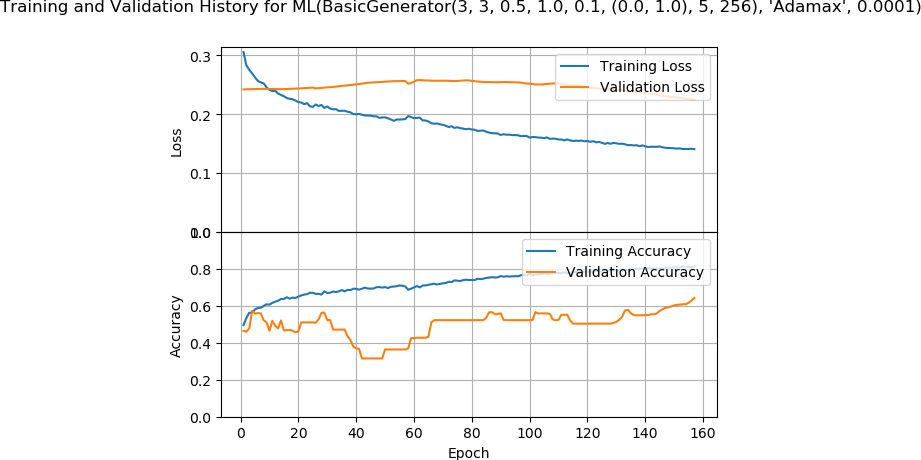 Training and Validation History for ML(BasicGenerator(3, 3, 0.5, 1.0, 0.1, (0.0, 1.0), 5, 256), 'Adamax', 0.0001)
0.3
0.2
0.1
Loss
Training Loss
Validation Loss
1.0
0.8
0.6
0.4
0.2
0.0
Accuracy
Training Accuracy
Validation Accuracy
0 20 40 60 80 100 120 140 160
Epoch